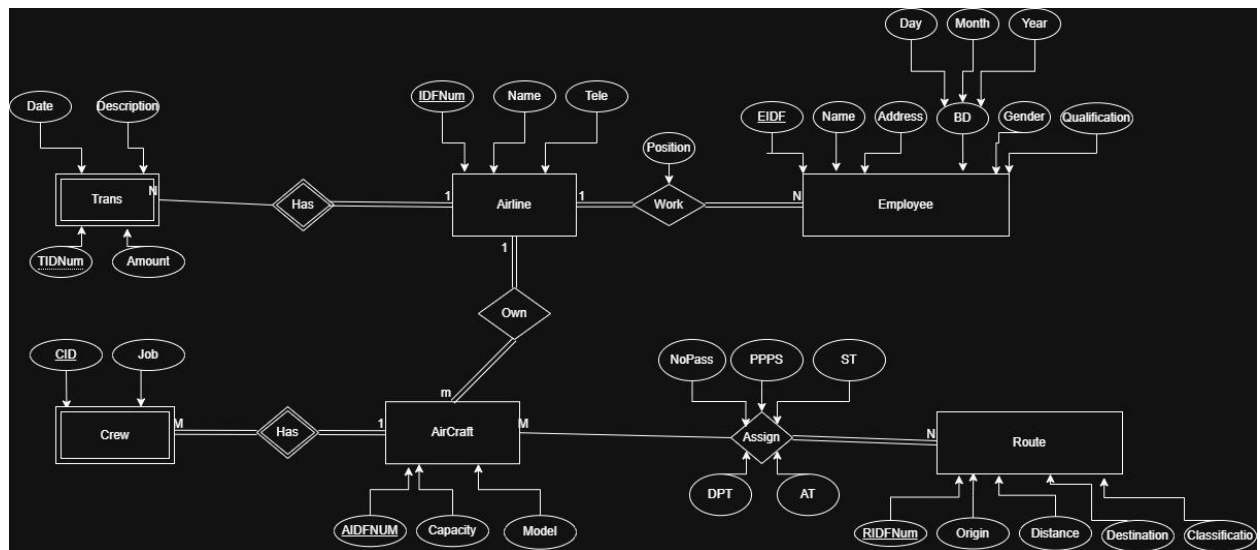 Day
Month
Year
Date
Description
IDFNum
Name
Tele
EIDF
Name
Address
BD
Gender
Qualification
Position
Trans
N
Has
1
Airline
1
Work
N
Employee
TIDNum
Amount
1
Own
CID
Job
NoPass
PPPS
ST
m
Crew
M
Has
1
AirCraft
M
Assign
N
Route
DPT
AT
AIDFNUM
Capacity
Model
RIDFNum
Origin
Distance
Destination
Classificatio